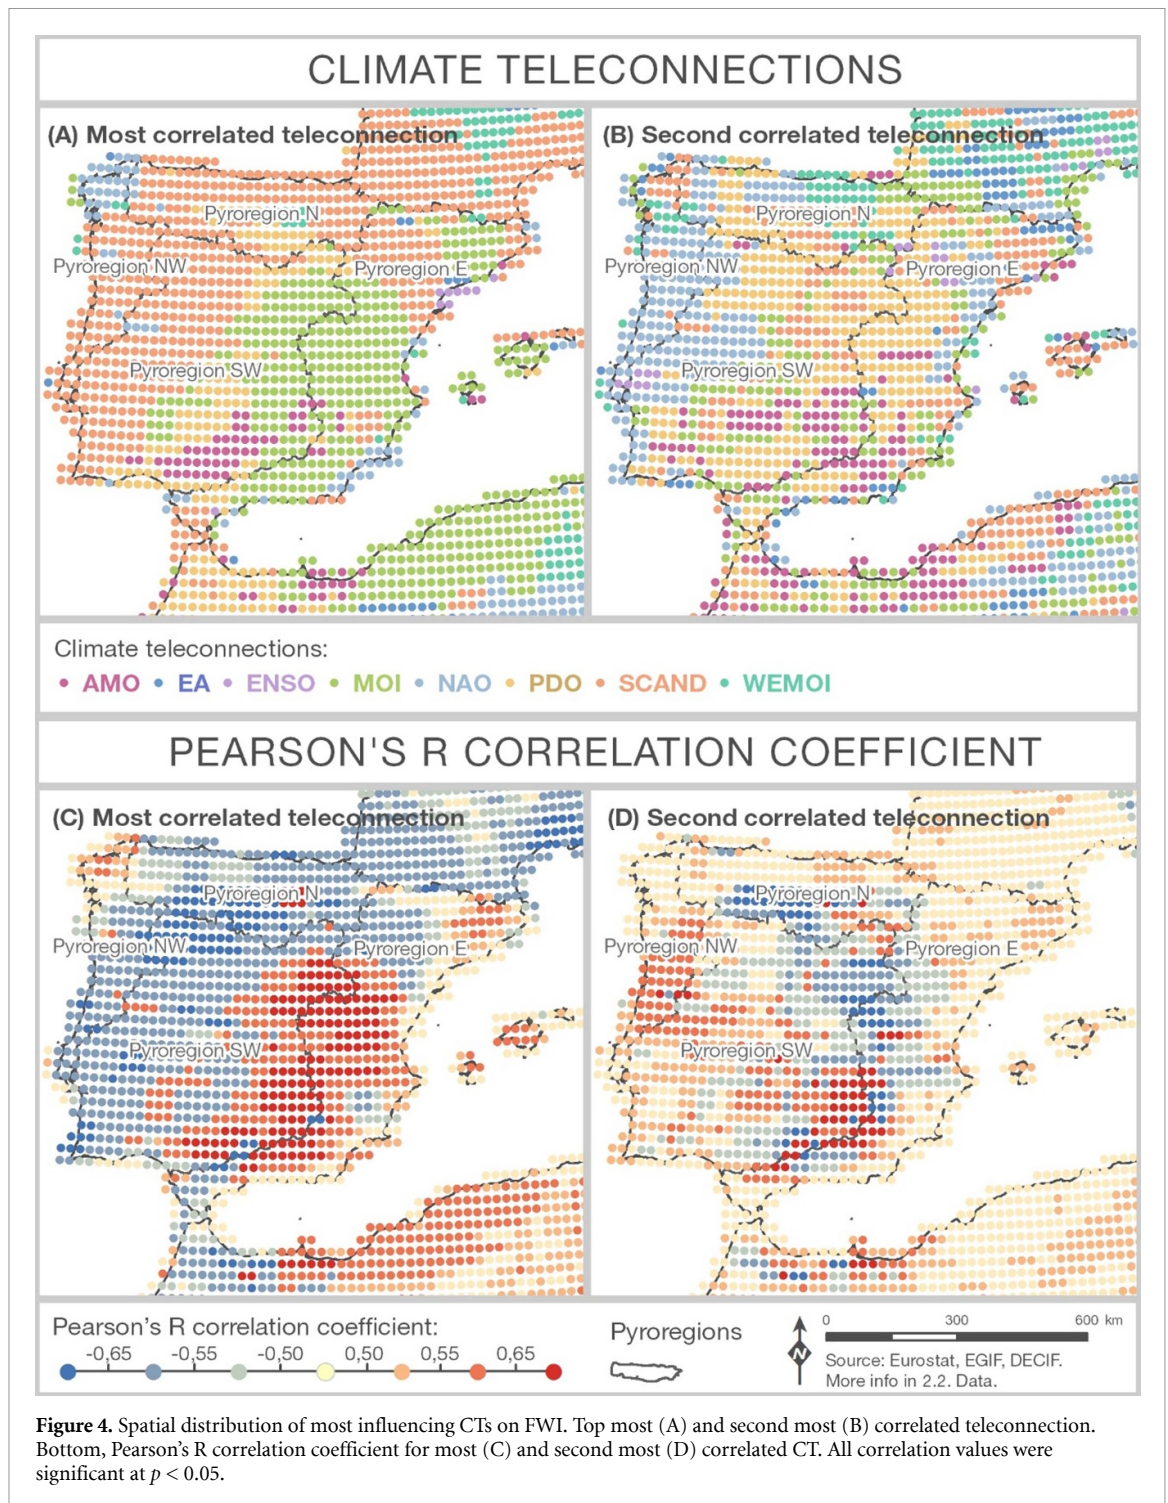 CLIMATE TELECONNECTIONS
(A) Most correlated teleconnection
Pyroregion N
Pyroregion NW
Pyroregion E
Pyroregion SW
(B) Second correlated teleconnection
Pyroregion N
Pyroregion NW
Pyroregion E
Pyroregion SW
Climate teleconnections:
• AMO • EA • ENSO • MOI • NAO • PDO • SCAND • WEMOI
PEARSON'S R CORRELATION COEFFICIENT
(C) Most correlated teleconnection
Pyroregion N
Pyroregion NW
Pyroregion E
Pyroregion SW
(D) Second correlated teleconnection
Pyroregion N
Pyroregion NW
Pyroregion E
Pyroregion SW
Pearson's R correlation coefficient:
-0,65 -0,55 -0,50 0,50 0,55 0,65
Pyroregions
N
0 300 600 km
Source: Eurostat, EGIF, DECIF.
More info in 2.2. Data.
Figure 4. Spatial distribution of most influencing CTs on FWI. Top most (A) and second most (B) correlated teleconnection.
Bottom, Pearson's R correlation coefficient for most (C) and second most (D) correlated CT. All correlation values were
significant at p < 0.05.